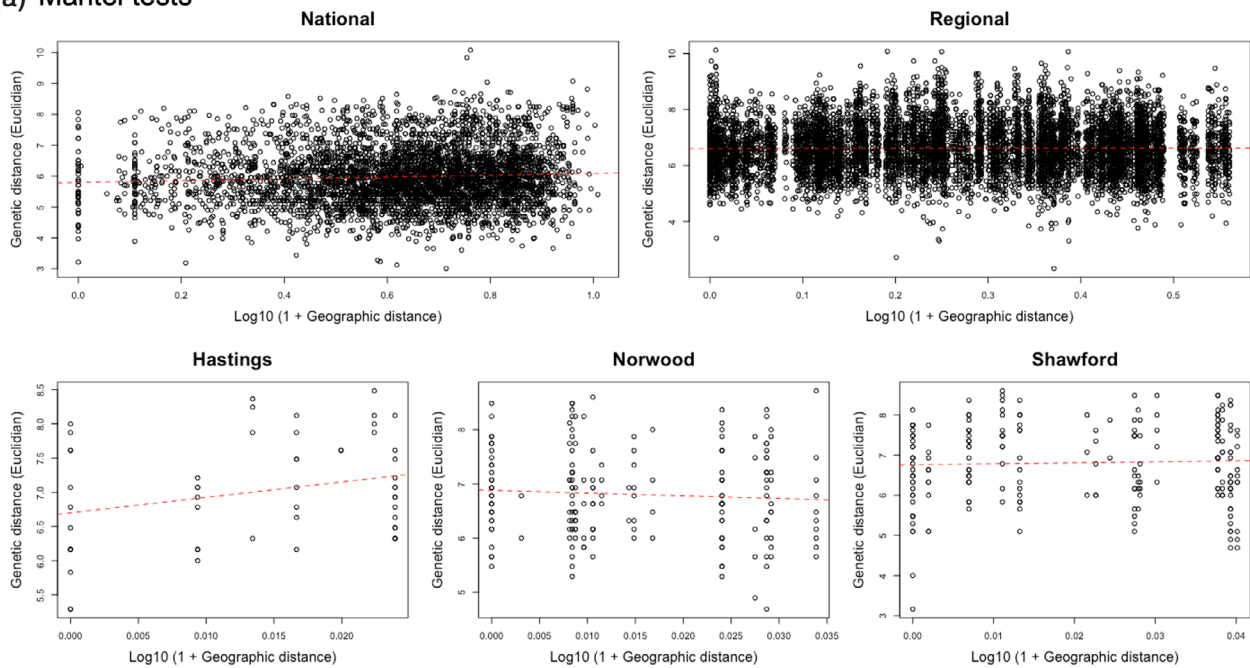 a) Mantel tests
National
Regional
Genetic distance (Euclidian)
10
9
8
7
6
5
4
3
0.0 0.2 0.4 0.6 0.8 1.0
Log10 (1 + Geographic distance)
Genetic distance (Euclidian)
10
8
6
4
0.0 0.1 0.2 0.3 0.4 0.5
Log10 (1 + Geographic distance)
Hastings
Norwood
Shawford
Genetic distance (Euclidian)
8.5
8.0
7.5
7.0
6.5
6.0
5.5
0.000 0.005 0.010 0.015 0.020
Log10 (1 + Geographic distance)
Genetic distance (Euclidian)
8
7
6
5
0.000 0.005 0.010 0.015 0.020 0.025 0.030 0.035
Log10 (1 + Geographic distance)
Genetic distance (Euclidian)
8
7
6
5
4
3
0.00 0.01 0.02 0.03 0.04
Log10 (1 + Geographic distance)